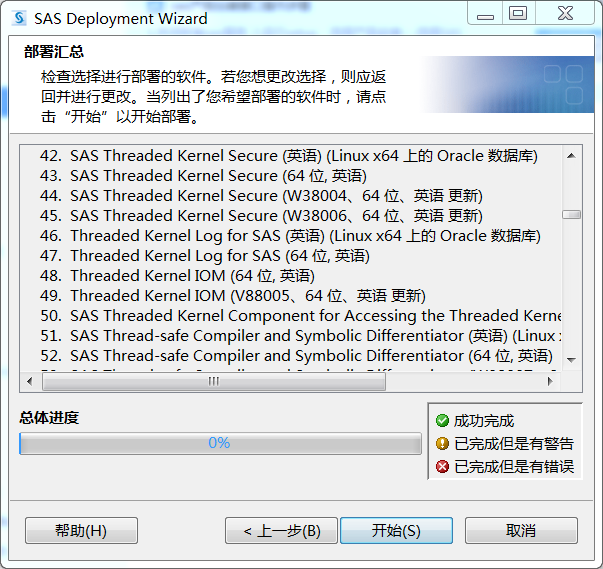 SAS Deployment Wizard
部署汇总
检查选择进行部署的软件。若您想更改选择，则应返
回并进行更改。当列出了您希望部署的软件时，请点
击“开始”以开始部署。
42. SAS Threaded Kernel Secure (英语) (Linux x64 上的 Oracle 数据库)
43. SAS Threaded Kernel Secure (64 位, 英语)
44. SAS Threaded Kernel Secure (W38004、64 位、英语 更新)
45. SAS Threaded Kernel Secure (W38006、64 位、英语 更新)
46. Threaded Kernel Log for SAS (英语) (Linux x64 上的 Oracle 数据库)
47. Threaded Kernel Log for SAS (64 位, 英语)
48. Threaded Kernel IOM (64 位, 英语)
49. Threaded Kernel IOM (V88005、64 位、英语 更新)
50. SAS Threaded Kernel Component for Accessing the Threaded Kerne
51. SAS Thread-safe Compiler and Symbolic Differentiator (英语) (Linux
52. SAS Thread-safe Compiler and Symbolic Differentiator (64 位, 英语)
总体进度
0%
成功完成
已完成但是有警告
已完成但是有错误
帮助(H)
< 上一步(B)
开始(S)
取消